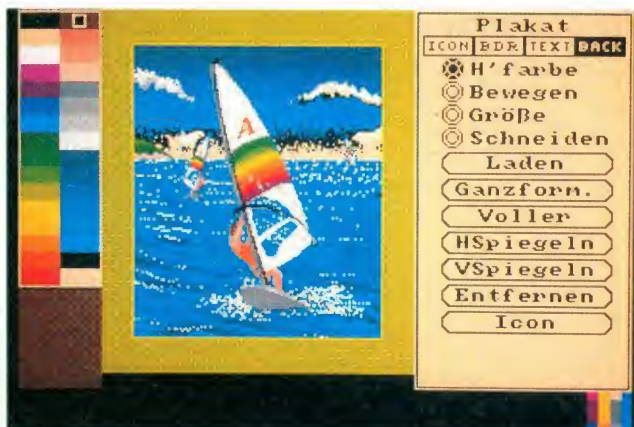 Plakat
ICON BDR TEXT BACK
H'farbe
Bewegen
Größe
Schneiden
Laden
Ganzform.
Voller
HSpiegeln
VSpiegeln
Entfernen
Icon
A